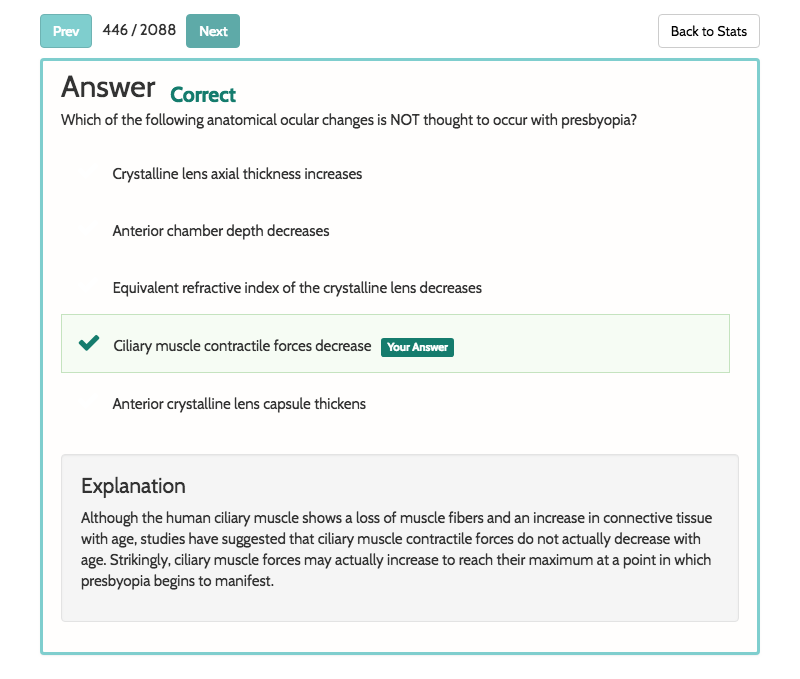 Prev 446 / 2088 Next Back to Stats
Answer Correct
Which of the following anatomical ocular changes is NOT thought to occur with presbyopia?
Crystalline lens axial thickness increases
Anterior chamber depth decreases
Equivalent refractive index of the crystalline lens decreases
Ciliary muscle contractile forces decrease Your Answer
Anterior crystalline lens capsule thickens
Explanation
Although the human ciliary muscle shows a loss of muscle fibers and an increase in connective tissue
with age, studies have suggested that ciliary muscle contractile forces do not actually decrease with
age. Strikingly, ciliary muscle forces may actually increase to reach their maximum at a point in which
presbyopia begins to manifest.